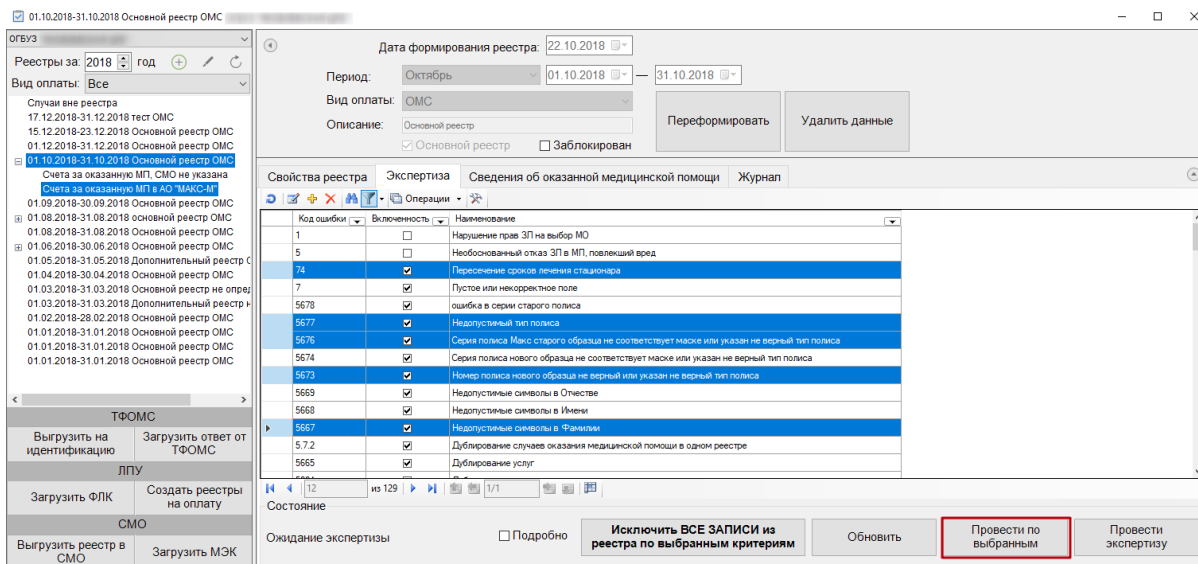 01.10.2018-31.10.2018 Основной реестр ОМС
ОГБУЗ
Реестры за: 2018 год
Вид оплаты: Все
Случаи вне реестра
17.12.2018-31.12.2018 тест ОМС
15.12.2018-23.12.2018 Основной реестр ОМС
01.12.2018-31.12.2018 Основной реестр ОМС
01.10.2018-31.10.2018 Основной реестр ОМС
Счета за оказанную МП, СМО не указана
Счета за оказанную МП в АО "МАКС-М"
01.09.2018-30.09.2018 Основной реестр ОМС
01.08.2018-31.08.2018 основной реестр ОМС
01.08.2018-31.08.2018 Основной реестр ОМС
01.06.2018-30.06.2018 Основной реестр ОМС
01.05.2018-31.05.2018 Дополнительный реестр
01.04.2018-30.04.2018 Основной реестр ОМС
01.03.2018-31.03.2018 Основной реестр не опред
01.03.2018-31.03.2018 Дополнительный реестр
01.02.2018-28.02.2018 Основной реестр ОМС
01.01.2018-31.01.2018 Основной реестр ОМС
01.01.2018-31.01.2018 Основной реестр ОМС
01.01.2018-31.01.2018 Основной реестр ОМС
ТФОМС
Выгрузить на идентификацию
Загрузить ответ от ТФОМС
ЛПУ
Загрузить ФЛК
Создать реестры на оплату
СМО
Выгрузить реестр в СМО
Загрузить МЭК
Дата формирования реестра: 22.10.2018
Период: Октябрь 01.10.2018 — 31.10.2018
Вид оплаты: ОМС
Описание: Основной реестр
Основной реестр Заблокирован
Переформировать
Удалить данные
Свойства реестра Экспертиза Сведения об оказанной медицинской помощи Журнал
Операции
Код ошибки Включенность Наименование
1 Нарушение прав ЗЛ на выбор МО
5 Необоснованный отказ ЗЛ в МП, повлекший вред
74 Пересечение сроков лечения стационара
7 Пустое или некорректное поле
5678 ошибка в серии старого полиса
5677 Недопустимый тип полиса
5676 Серия полиса Макс старого образца не соответствует маске или указан не верный тип полиса
5674 Серия полиса нового образца не соответствует маске или указан не верный тип полиса
5673 Номер полиса нового образца не верный или указан не верный тип полиса
5669 Недопустимые символы в Отчестве
5668 Недопустимые символы в Имени
5667 Недопустимые символы в Фамилии
5.7.2 Дублирование случаев оказания медицинской помощи в одном реестре
5665 Дублирование услуг
12 из 129 1/1
Состояние
Ожидание экспертизы
Подробно
Исключить ВСЕ ЗАПИСИ из
реестра по выбранным критериям
Обновить
Провести по
выбранным
Провести
экспертизу